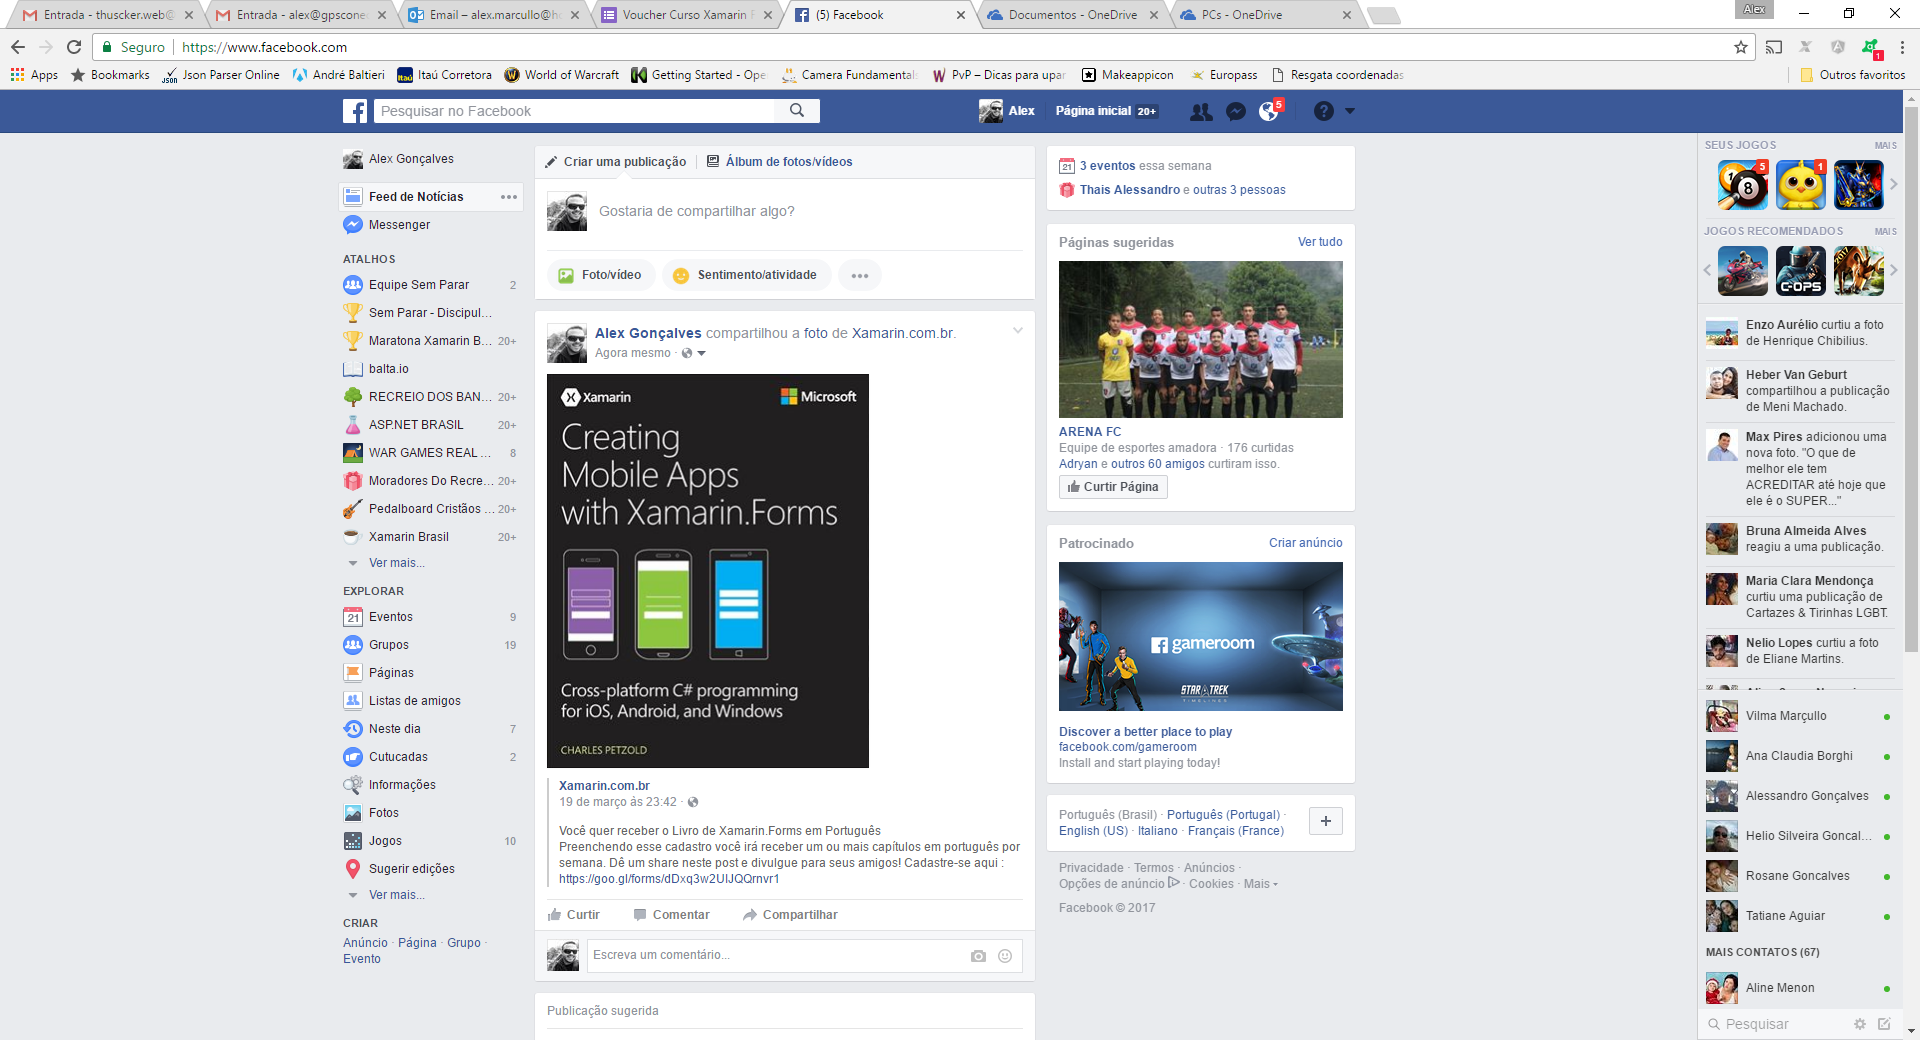 Entrada - thuscker.web@
Entrada - alex@gpscone
Email – alex.marcullo@ho
Voucher Curso Xamarin F
(5) Facebook
Documentos - OneDrive
PCs - OneDrive
Alex
Seguro
https://www.facebook.com
Apps
Bookmarks
Json Parser Online
André Baltieri
Itaú Corretora
World of Warcraft
Getting Started - Ope
Camera Fundamental
PvP – Dicas para upar
Makeappicon
Europass
Resgata coordenadas
Outros favoritos
1
Pesquisar no Facebook
Alex
Página inicial 20+
5
Alex Gonçalves
Feed de Notícias
Messenger
ATALHOS
Equipe Sem Parar 2
Sem Parar - Discipul...
Maratona Xamarin B... 20+
balta.io
RECREIO DOS BAN... 20+
ASP.NET BRASIL 20+
WAR GAMES REAL ... 8
Moradores Do Recre... 20+
Pedalboard Cristãos ... 20+
Xamarin Brasil 20+
Ver mais...
EXPLORAR
21 Eventos 9
Grupos 19
Páginas
Listas de amigos
Neste dia 7
Cutucadas 2
Informações
Fotos
Jogos 10
Sugerir edições
Ver mais...
CRIAR
Anúncio · Página · Grupo ·
Evento
Criar uma publicação
Álbum de fotos/vídeos
Gostaria de compartilhar algo?
Foto/vídeo
Sentimento/atividade
Alex Gonçalves compartilhou a foto de Xamarin.com.br.
Agora mesmo ·
Xamarin
Microsoft
Creating
Mobile Apps
with Xamarin.Forms
Cross-platform C# programming
for iOS, Android, and Windows
CHARLES PETZOLD
Xamarin.com.br
19 de março às 23:42 ·
Você quer receber o Livro de Xamarin.Forms em Português
Preenchendo esse cadastro você irá receber um ou mais capítulos em português por
semana. Dê um share neste post e divulgue para seus amigos! Cadastre-se aqui :
https://goo.gl/forms/dDxq3w2UIJQQrnvr1
Curtir
Comentar
Compartilhar
Escreva um comentário...
Publicação sugerida
21 3 eventos essa semana
Thais Alessandro e outras 3 pessoas
Páginas sugeridas
Ver tudo
ARENA FC
Equipe de esportes amadora · 176 curtidas
Adryan e outros 60 amigos curtiram isso.
Curtir Página
Patrocinado
Criar anúncio
gameroom
STAR TREK
TIMELINES
Discover a better place to play
facebook.com/gameroom
Install and start playing today!
Português (Brasil) · Português (Portugal) ·
English (US) · Italiano · Français (France)
Privacidade · Termos · Anúncios ·
Opções de anúncio · Cookies · Mais
Facebook © 2017
SEUS JOGOS
MAIS
5
1
8
JOGOS RECOMENDADOS
MAIS
C-OPS
2017
Enzo Aurélio curtiu a foto
de Henrique Chibilius.
Heber Van Geburt
compartilhou a publicação
de Meni Machado.
Max Pires adicionou uma
nova foto. "O que de
melhor ele tem
ACREDITAR até hoje que
ele é o SUPER..."
Bruna Almeida Alves
reagiu a uma publicação.
Maria Clara Mendonça
curtiu uma publicação de
Cartazes & Tirinhas LGBT.
Nelio Lopes curtiu a foto
de Eliane Martins.
Vilma Marçullo
Ana Claudia Borghi
Alessandro Gonçalves
Helio Silveira Goncal...
Rosane Goncalves
Tatiane Aguiar
MAIS CONTATOS (67)
Aline Menon
Pesquisar